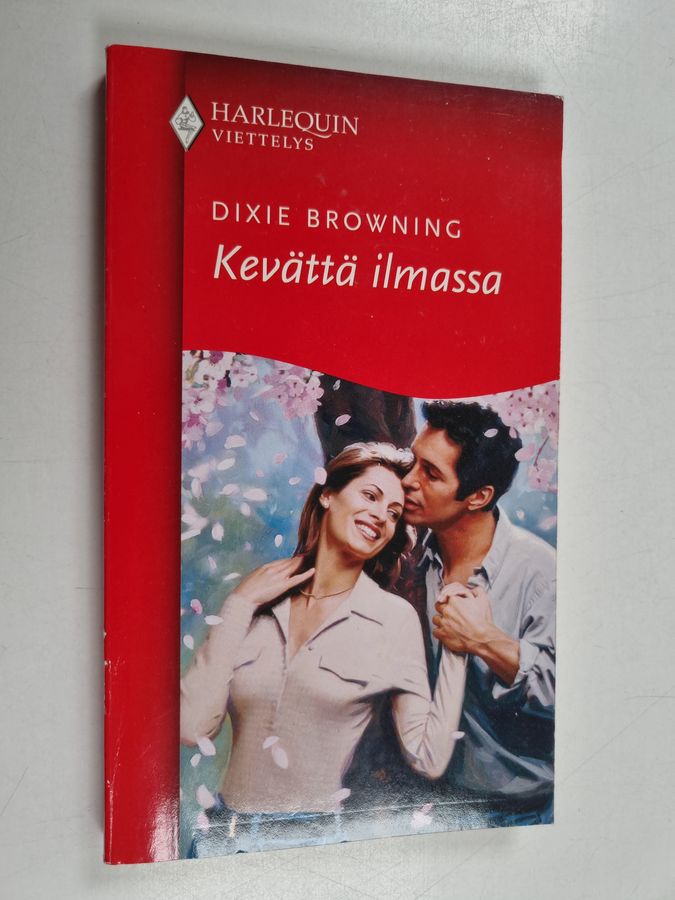 HARLEQUIN
VIETTELYS
DIXIE BROWNING
Kevättä ilmassa